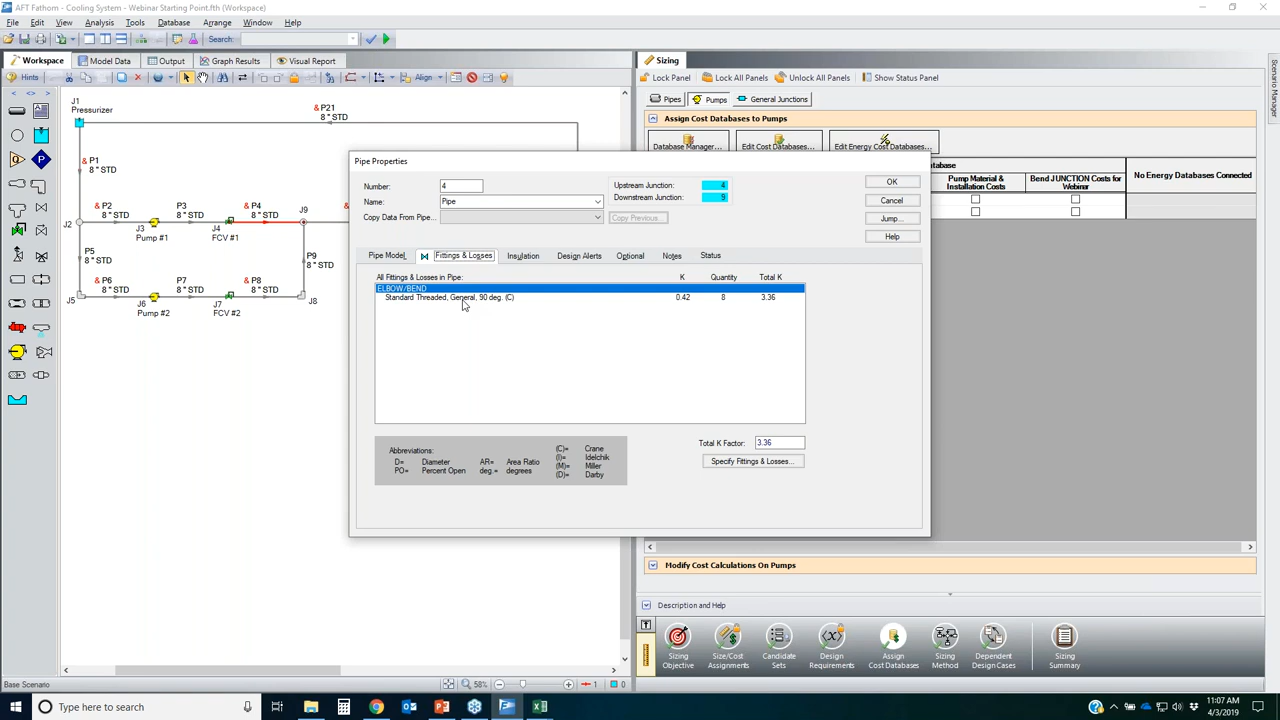 AFT Fathom - Cooling System - Webinar Starting Point.fth (Workspace)
File Edit View Analysis Tools Database Arrange Window Help
Search:
Workspace Model Data Output Graph Results Visual Report
Hints Align
J1
Pressurizer
& P21
8 " STD
& P1
8 " STD
& P2
8 " STD
P3
8 " STD
& P4
8 " STD
J9
J2
J3
Pump #1
J4
FCV #1
P5
8 " STD
P9
8 " STD
& P6
8 " STD
P7
8 " STD
& P8
8 " STD
J5
J6
Pump #2
J7
FCV #2
J8
Base Scenario
58%
1
0
Pipe Properties
Number: 4
Name: Pipe
Copy Data From Pipe... Copy Previous...
Upstream Junction: 4
Downstream Junction: 9
OK
Cancel
Jump...
Help
Pipe Model Fittings & Losses Insulation Design Alerts Optional Notes Status
All Fittings & Losses in Pipe: K Quantity Total K
ELBOW/BEND
Standard Threaded, General, 90 deg. (C) 0.42 8 3.36
Total K Factor: 3.36
Specify Fittings & Losses...
Abbreviations:
D= Diameter AR= Area Ratio
PO= Percent Open deg.= degrees
(C)= Crane
(I)= Idelchik
(M)= Miller
(D)= Darby
Sizing
Lock Panel Lock All Panels Unlock All Panels Show Status Panel
Pipes Pumps General Junctions
Assign Cost Databases to Pumps
Database Manager... Edit Cost Databases... Edit Energy Cost Databases...
Pump Material &
Installation Costs
Bend JUNCTION Costs for
Webinar
No Energy Databases Connected
Modify Cost Calculations On Pumps
Description and Help
Sizing
Objective
Size/Cost
Assignments
Candidate
Sets
Design
Requirements
Assign
Cost Databases
Sizing
Method
Dependent
Design Cases
Sizing
Summary
Scenario Manager
Type here to search
11:07 AM
4/3/2019